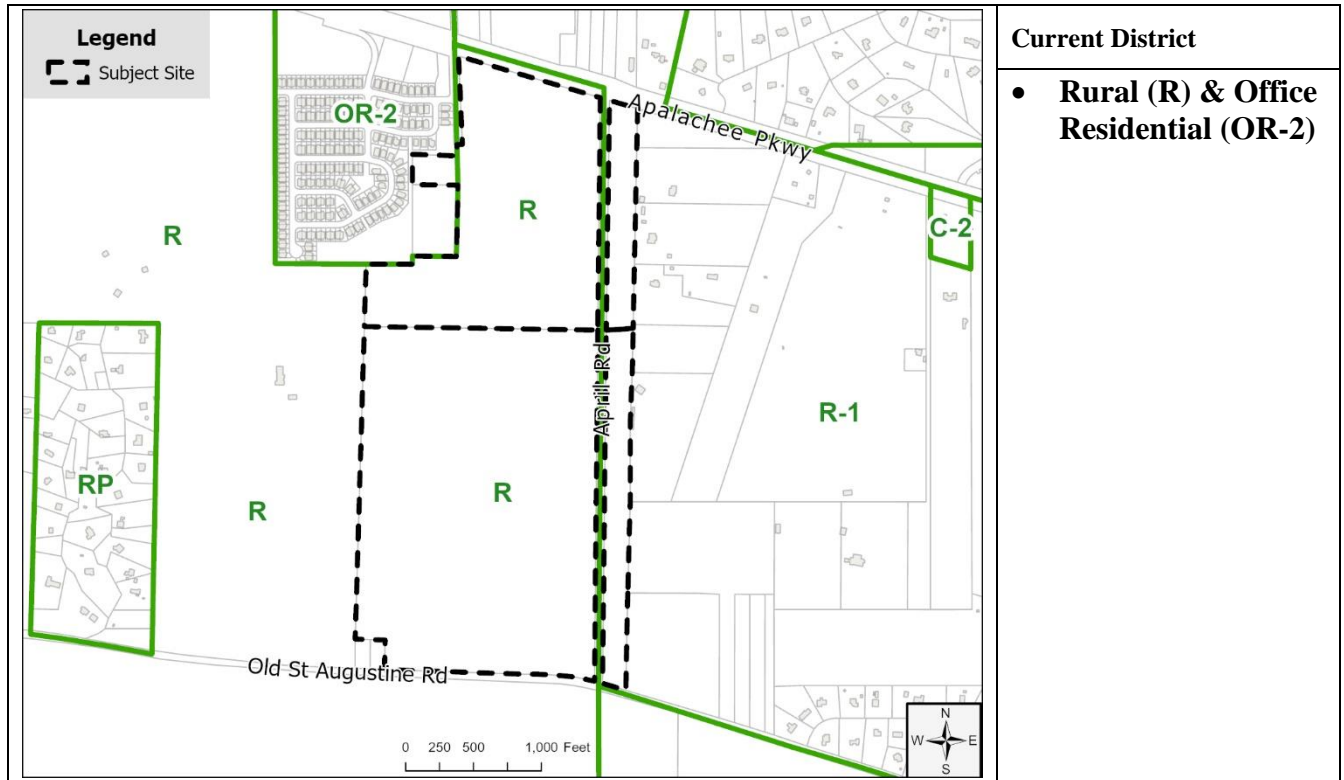 Legend
Subject Site
OR-2
Apalachee Pkwy
R
R
C-2
April Rd
R-1
RP
R
R
Old St Augustine Rd
0 250 500 1,000 Feet
N
W E
S
Current District
• Rural (R) & Office
Residential (OR-2)